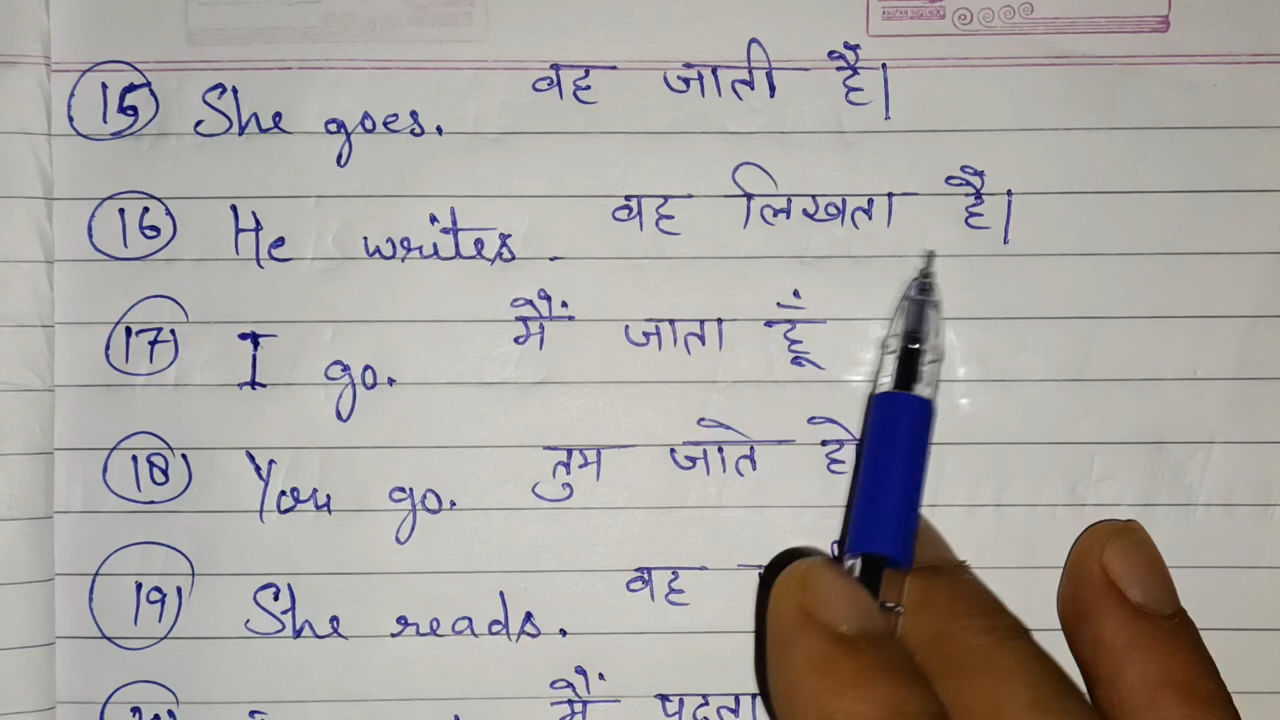 15 She goes. वह जाती है।
16 He writes. वह लिखता है।
17 I go. मैं जाता हूँ
18 You go. तुम जाते हो
19 She reads. वह
मैं पढ़ता